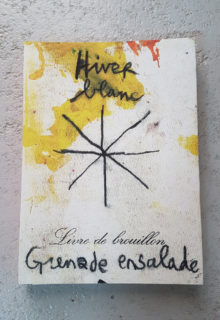 Hiver
blanc
Livre de brouillon
Grenade ensalade